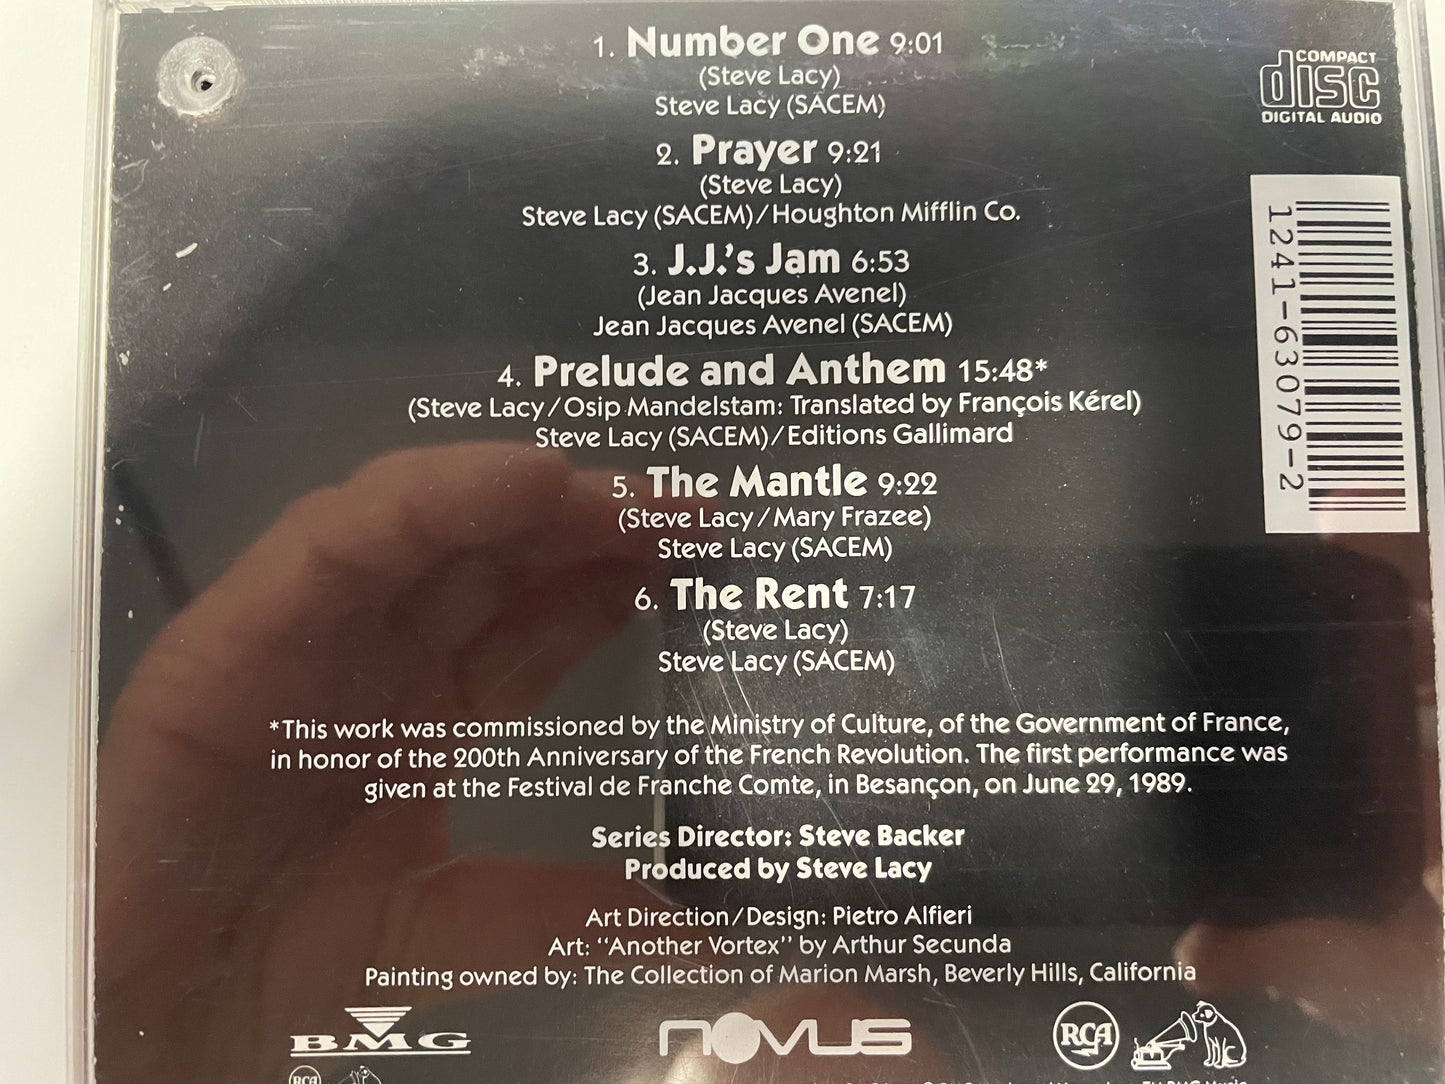 1. Number One 9:01
(Steve Lacy)
Steve Lacy (SACEM)
COMPACT
disc
DIGITAL AUDIO
2. Prayer 9:21
(Steve Lacy)
Steve Lacy (SACEM)/Houghton Mifflin Co.
3. J.J.'s Jam 6:53
(Jean Jacques Avenel)
Jean Jacques Avenel (SACEM)
1241-63079-2
4. Prelude and Anthem 15:48*
(Steve Lacy/Osip Mandelstam: Translated by François Kérel)
Steve Lacy (SACEM)/Editions Gallimard
5. The Mantle 9:22
(Steve Lacy/Mary Frazee)
Steve Lacy (SACEM)
6. The Rent 7:17
(Steve Lacy)
Steve Lacy (SACEM)
*This work was commissioned by the Ministry of Culture, of the Government of France,
in honor of the 200th Anniversary of the French Revolution. The first performance was
given at the Festival de Franche Comte, in Besançon, on June 29, 1989.
Series Director: Steve Backer
Produced by Steve Lacy
Art Direction/Design: Pietro Alfieri
Art: "Another Vortex" by Arthur Secunda
Painting owned by: The Collection of Marion Marsh, Beverly Hills, California
BMG
NOVUS
RCA
RCA
BMG Music